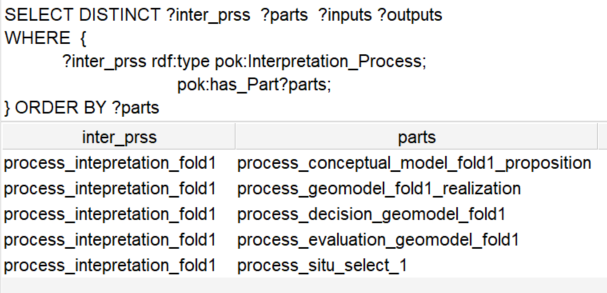 SELECT DISTINCT ?inter_prss ?parts ?inputs ?outputs
WHERE {
?inter_prss rdf:type pok:Interpretation_Process;
pok:has_Part?parts;
} ORDER BY ?parts
inter_prss parts
process_intepretation_fold1 process_conceptual_model_fold1_proposition
process_intepretation_fold1 process_geomodel_fold1_realization
process_intepretation_fold1 process_decision_geomodel_fold1
process_intepretation_fold1 process_evaluation_geomodel_fold1
process_intepretation_fold1 process_situ_select_1